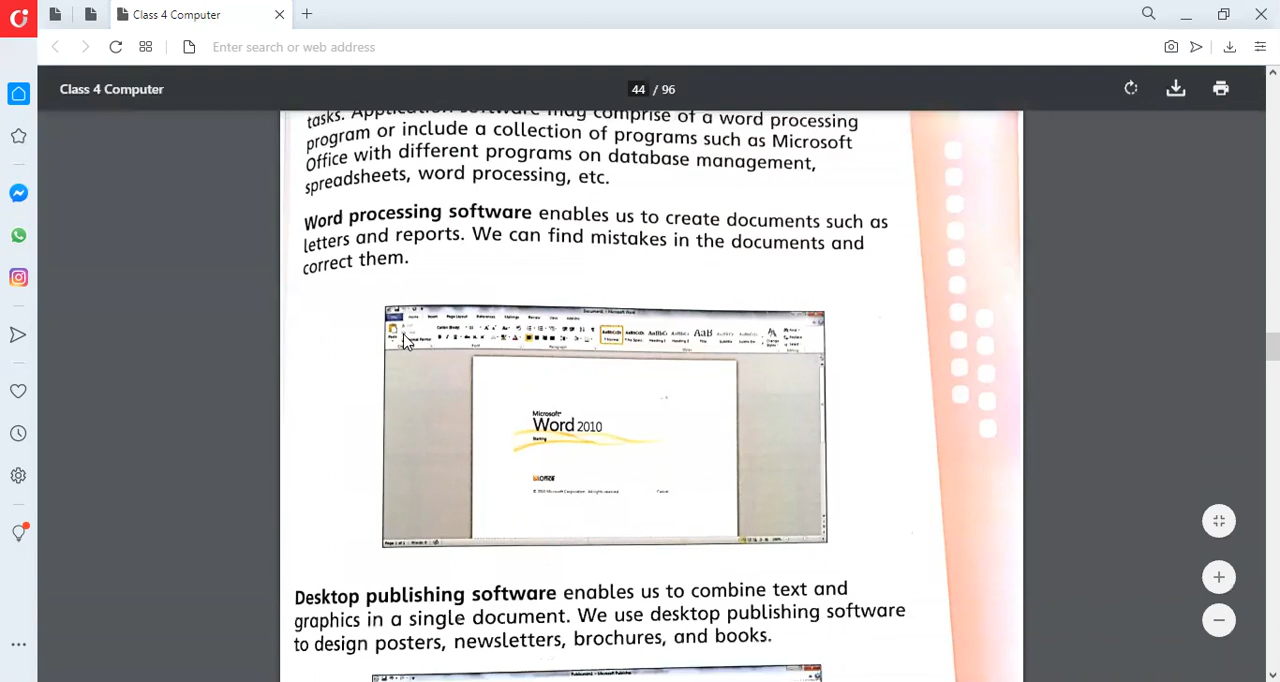 Class 4 Computer
Enter search or web address
Class 4 Computer
44 / 96
tasks. Application software may comprise of a word processing
program or include a collection of programs such as Microsoft
Office with different programs on database management,
spreadsheets, word processing, etc.
Word processing software enables us to create documents such as
letters and reports. We can find mistakes in the documents and
correct them.
Microsoft
Word 2010
Starting
Office
Desktop publishing software enables us to combine text and
graphics in a single document. We use desktop publishing software
to design posters, newsletters, brochures, and books.